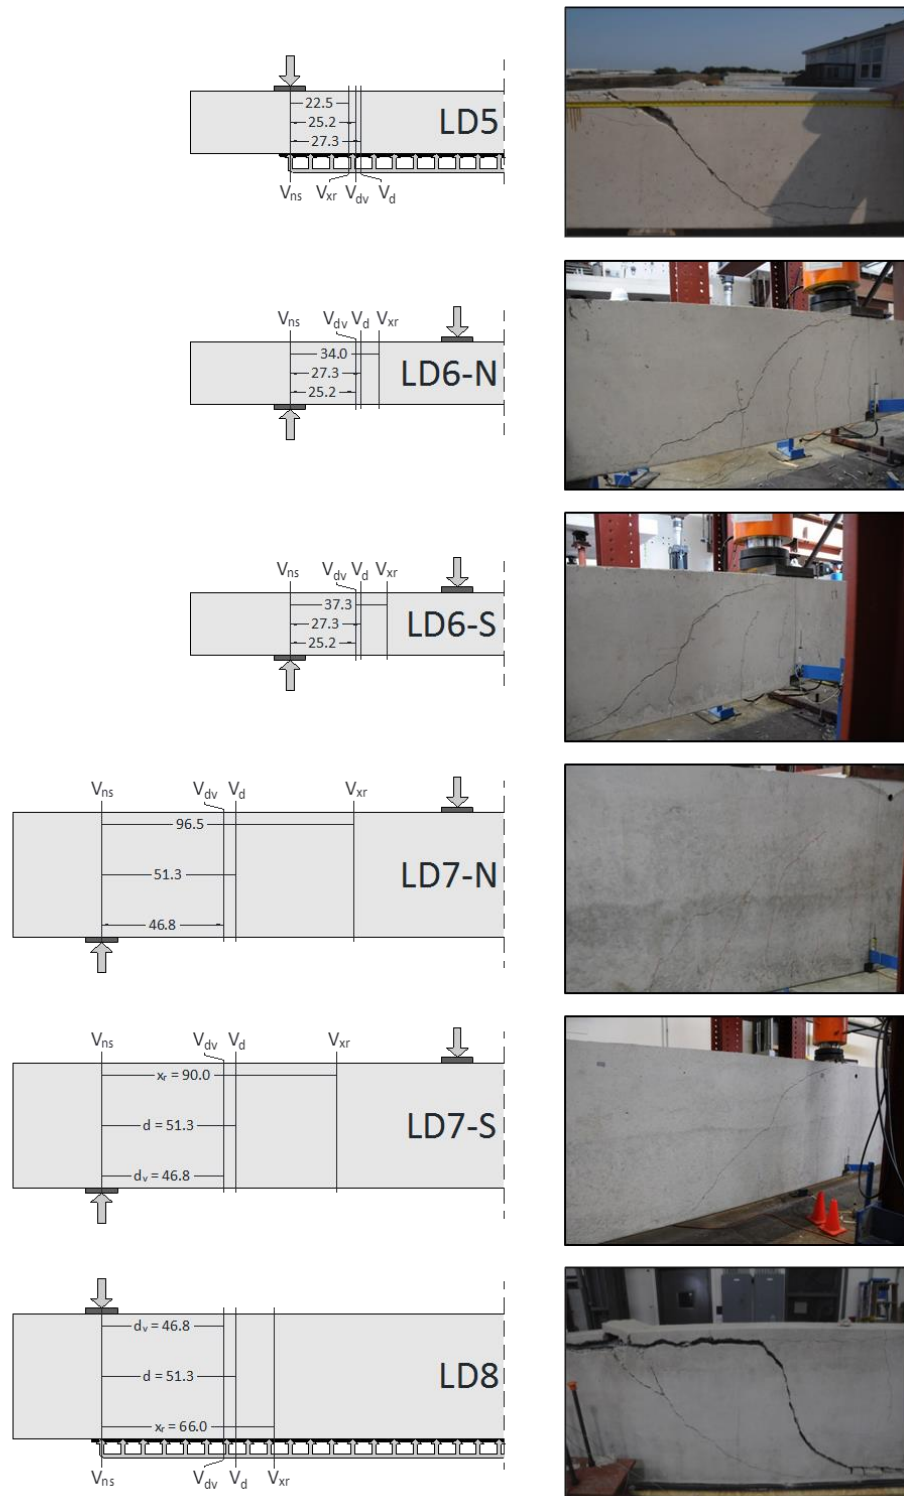 22.5
25.2
27.3
LD5
Vns Vxr Vdv Vd
Vns Vdv Vd Vxr
34.0
27.3
25.2
LD6-N
Vns Vdv Vd Vxr
37.3
27.3
25.2
LD6-S
Vns Vdv Vd Vxr
96.5
51.3
46.8
LD7-N
Vns Vdv Vd Vxr
xr = 90.0
d = 51.3
dv = 46.8
LD7-S
dv = 46.8
d = 51.3
xr = 66.0
LD8
Vns Vdv Vd Vxr